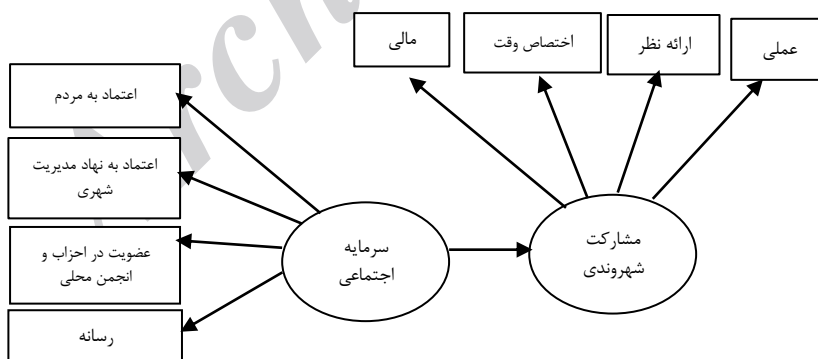 عملی
ارائه نظر
اختصاص وقت
مالی
اعتماد به مردم
اعتماد به نهاد مدیریت
شهری
عضویت در احزاب و
انجمن محلی
رسانه
مشارکت
شهروندی
سرمایه
اجتماعی
Arch